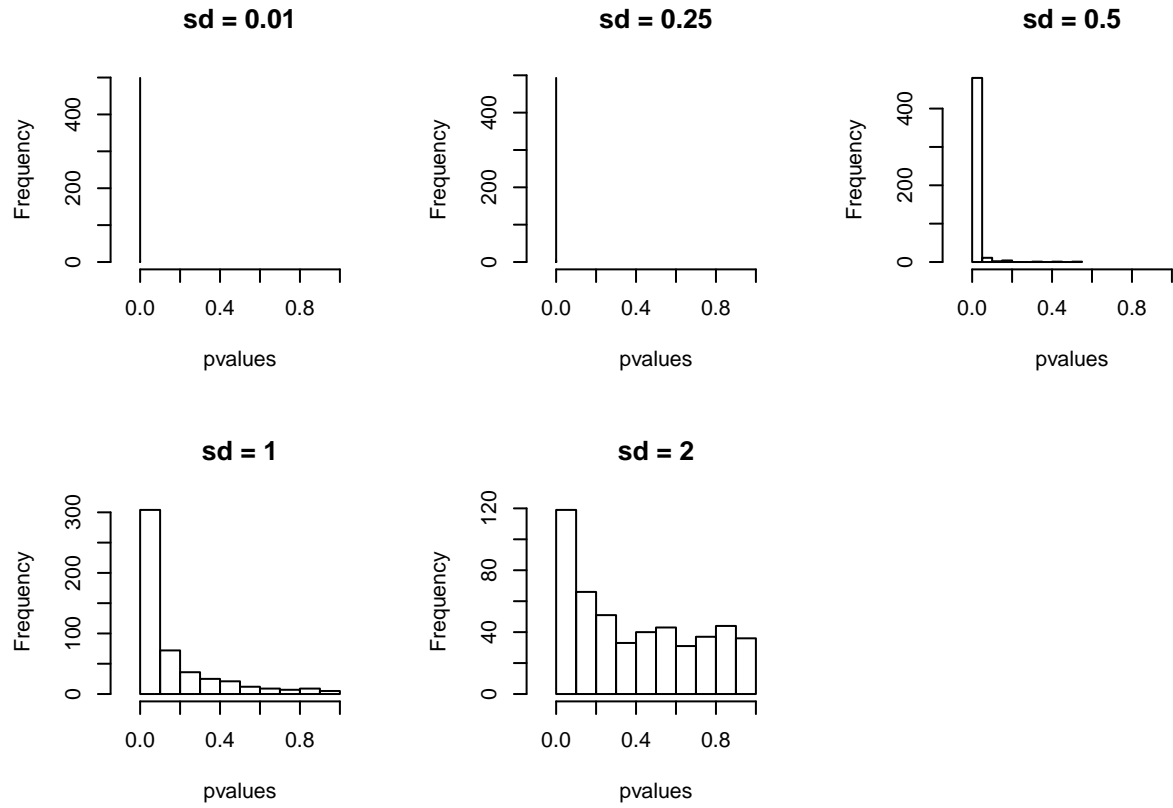 sd = 0.01
Frequency
0 200 400
0.0 0.4 0.8
pvalues
sd = 0.25
Frequency
0 200 400
0.0 0.4 0.8
pvalues
sd = 0.5
Frequency
0 200 400
0.0 0.4 0.8
pvalues
sd = 1
Frequency
0 100 200 300
0.0 0.4 0.8
pvalues
sd = 2
Frequency
0 40 80 120
0.0 0.4 0.8
pvalues